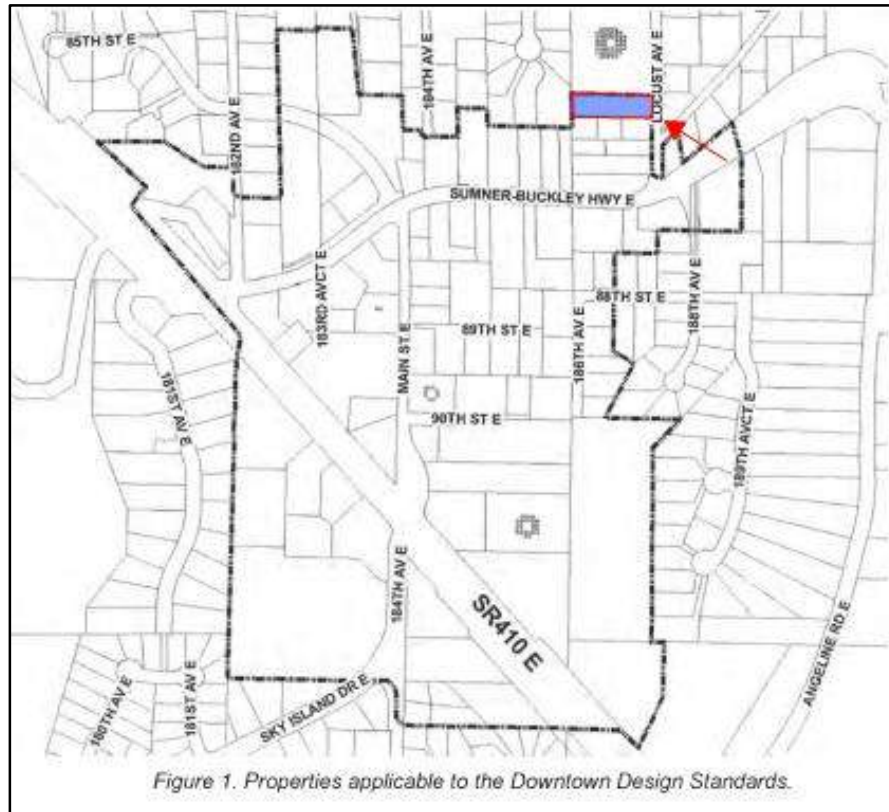 85TH ST E
184TH AV E
LOCUST AV E
182ND AV E
SUMNER-BUCKLEY HWY E
183RD AVCT E
88TH ST E
188TH AV E
89TH ST E
186TH AV E
MAIN ST E
181ST AV E
90TH ST E
189TH AVCT E
184TH AV E
SR410 E
ANGELINE RD E
180TH AV E
181ST AV E
SKY ISLAND DR E
Figure 1. Properties applicable to the Downtown Design Standards.